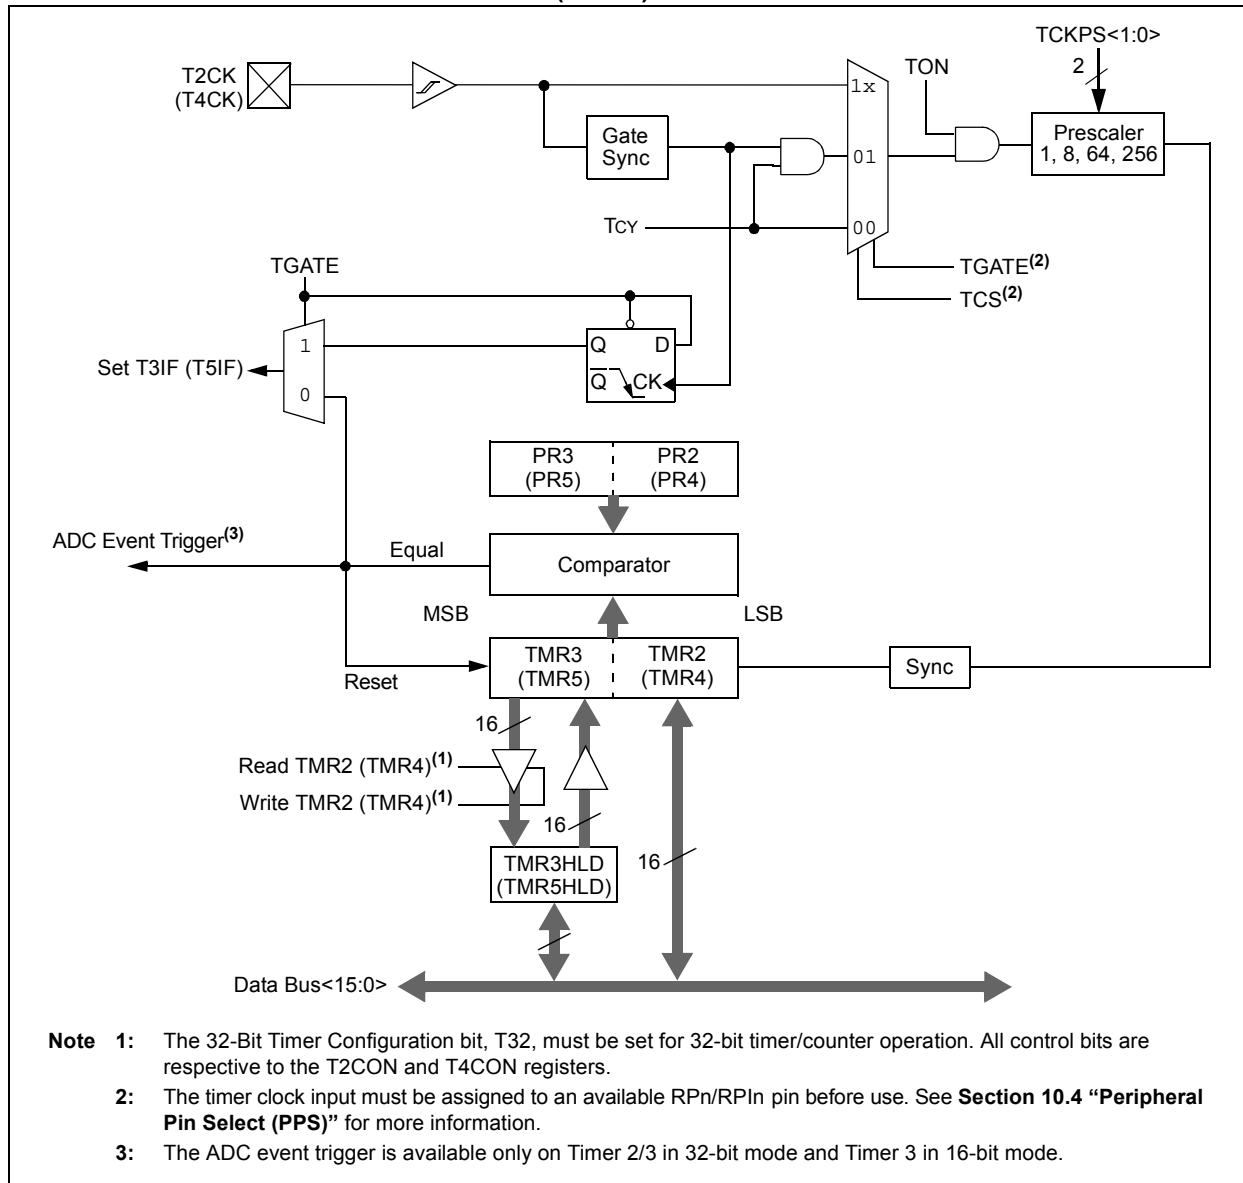 TCKPS<1:0>
2
TON
T2CK
(T4CK)
1x
Gate
Sync
01
Prescaler
1, 8, 64, 256
TCY
00
TGATE(2)
TCS(2)
TGATE
1
Q D
Set T3IF (T5IF)
Q CK
0
PR3 PR2
(PR5) (PR4)
ADC Event Trigger(3)
Equal
Comparator
MSB LSB
TMR3 TMR2
(TMR5) (TMR4)
Sync
Reset
16
Read TMR2 (TMR4)(1)
Write TMR2 (TMR4)(1)
16
16
TMR3HLD
(TMR5HLD)
Data Bus<15:0>
Note 1: The 32-Bit Timer Configuration bit, T32, must be set for 32-bit timer/counter operation. All control bits are
respective to the T2CON and T4CON registers.
2: The timer clock input must be assigned to an available RPn/RPIn pin before use. See Section 10.4 “Peripheral
Pin Select (PPS)” for more information.
3: The ADC event trigger is available only on Timer 2/3 in 32-bit mode and Timer 3 in 16-bit mode.